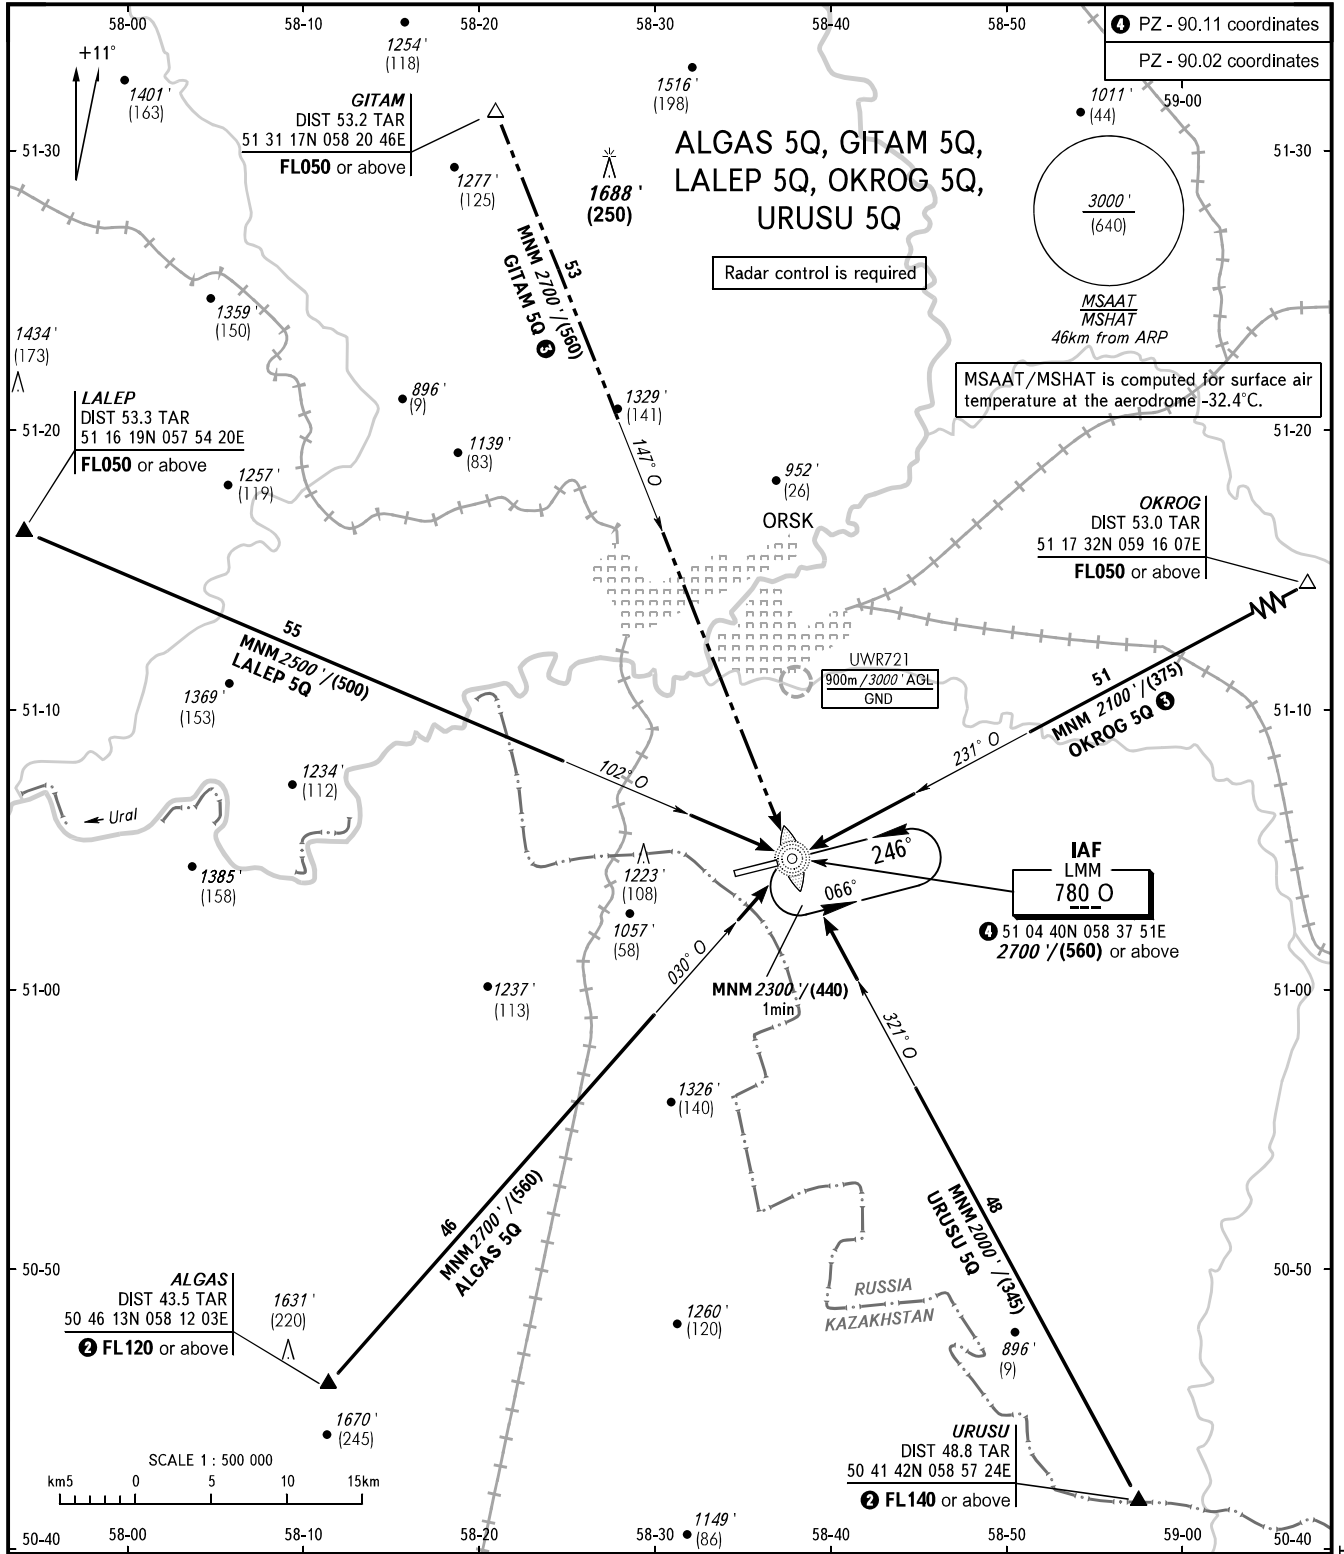 58-00
58-10
58-20
58-30
58-40
58-50
❹ PZ - 90.11 coordinates
PZ - 90.02 coordinates
59-00
+11°
1401'
(163)
1254'
(118)
1516'
(198)
1011'
(44)
GITAM
DIST 53.2 TAR
51 31 17N 058 20 46E
FL050 or above
51-30
51-30
1277'
(125)
1688'
(250)
ALGAS 5Q, GITAM 5Q,
LALEP 5Q, OKROG 5Q,
URUSU 5Q
Radar control is required
3000'
(640)
MSAAT
MSHAT
46km from ARP
MSAAT/MSHAT is computed for surface air
temperature at the aerodrome -32.4°C.
53
MNM 2700'/(560)
GITAM 5Q ❸
1359'
(150)
1434'
(173)
896'
(9)
1329'
(141)
LALEP
DIST 53.3 TAR
51 16 19N 057 54 20E
FL050 or above
51-20
51-20
1139'
(83)
147° O
952'
(26)
1257'
(119)
ORSK
OKROG
DIST 53.0 TAR
51 17 32N 059 16 07E
FL050 or above
55
MNM 2500'/(500)
LALEP 5Q
UWR721
900m/3000' AGL
GND
51
MNM 2100'/(375)
OKROG 5Q ❸
1369'
(153)
51-10
51-10
231° O
102° O
1234'
(112)
Ural
246°
066°
IAF
LMM
780 O
❹ 51 04 40N 058 37 51E
2700'/(560) or above
1385'
(158)
1223'
(108)
1057'
(58)
030° O
MNM 2300'/(440)
1min
51-00
51-00
1237'
(113)
321° O
1326'
(140)
46
MNM 2700'/(560)
ALGAS 5Q
48
MNM 2000'/(345)
URUSU 5Q
50-50
50-50
ALGAS
DIST 43.5 TAR
50 46 13N 058 12 03E
❷ FL120 or above
1631'
(220)
RUSSIA
KAZAKHSTAN
1260'
(120)
896'
(9)
1670'
(245)
URUSU
DIST 48.8 TAR
50 41 42N 058 57 24E
❷ FL140 or above
SCALE 1 : 500 000
km5 0 5 10 15km
1149'
(86)
50-40
58-00
58-10
58-20
58-30
58-40
58-50
59-00
50-40